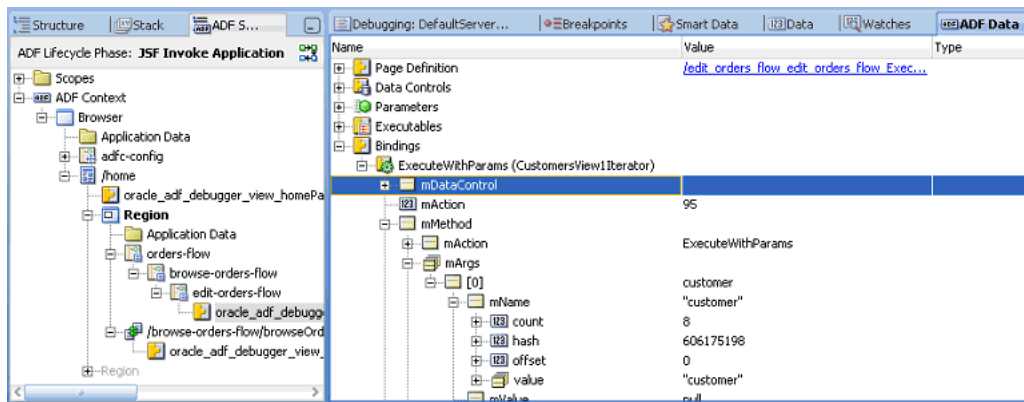 Structure
Stack
ADF S...
ADF Lifecycle Phase: JSF Invoke Application
Scopes
ADF Context
Browser
Application Data
adfc-config
/home
oracle_adf_debugger_view_homePa
Region
Application Data
orders-flow
browse-orders-flow
edit-orders-flow
oracle_adf_debugg
/browse-orders-flow/browseOrd
oracle_adf_debugger_view_
Region
Debugging: DefaultServer...
Breakpoints
Smart Data
Data
Watches
ADF Data
Name Value Type
Page Definition /edit_orders_flow_edit_orders_flow_Exec...
Data Controls
Parameters
Executables
Bindings
ExecuteWithParams (CustomersView1Iterator)
mDataControl
mAction 95
mMethod
mAction ExecuteWithParams
mArgs
[0] customer
mName "customer"
count 8
hash 606175198
offset 0
value "customer"
mValue null